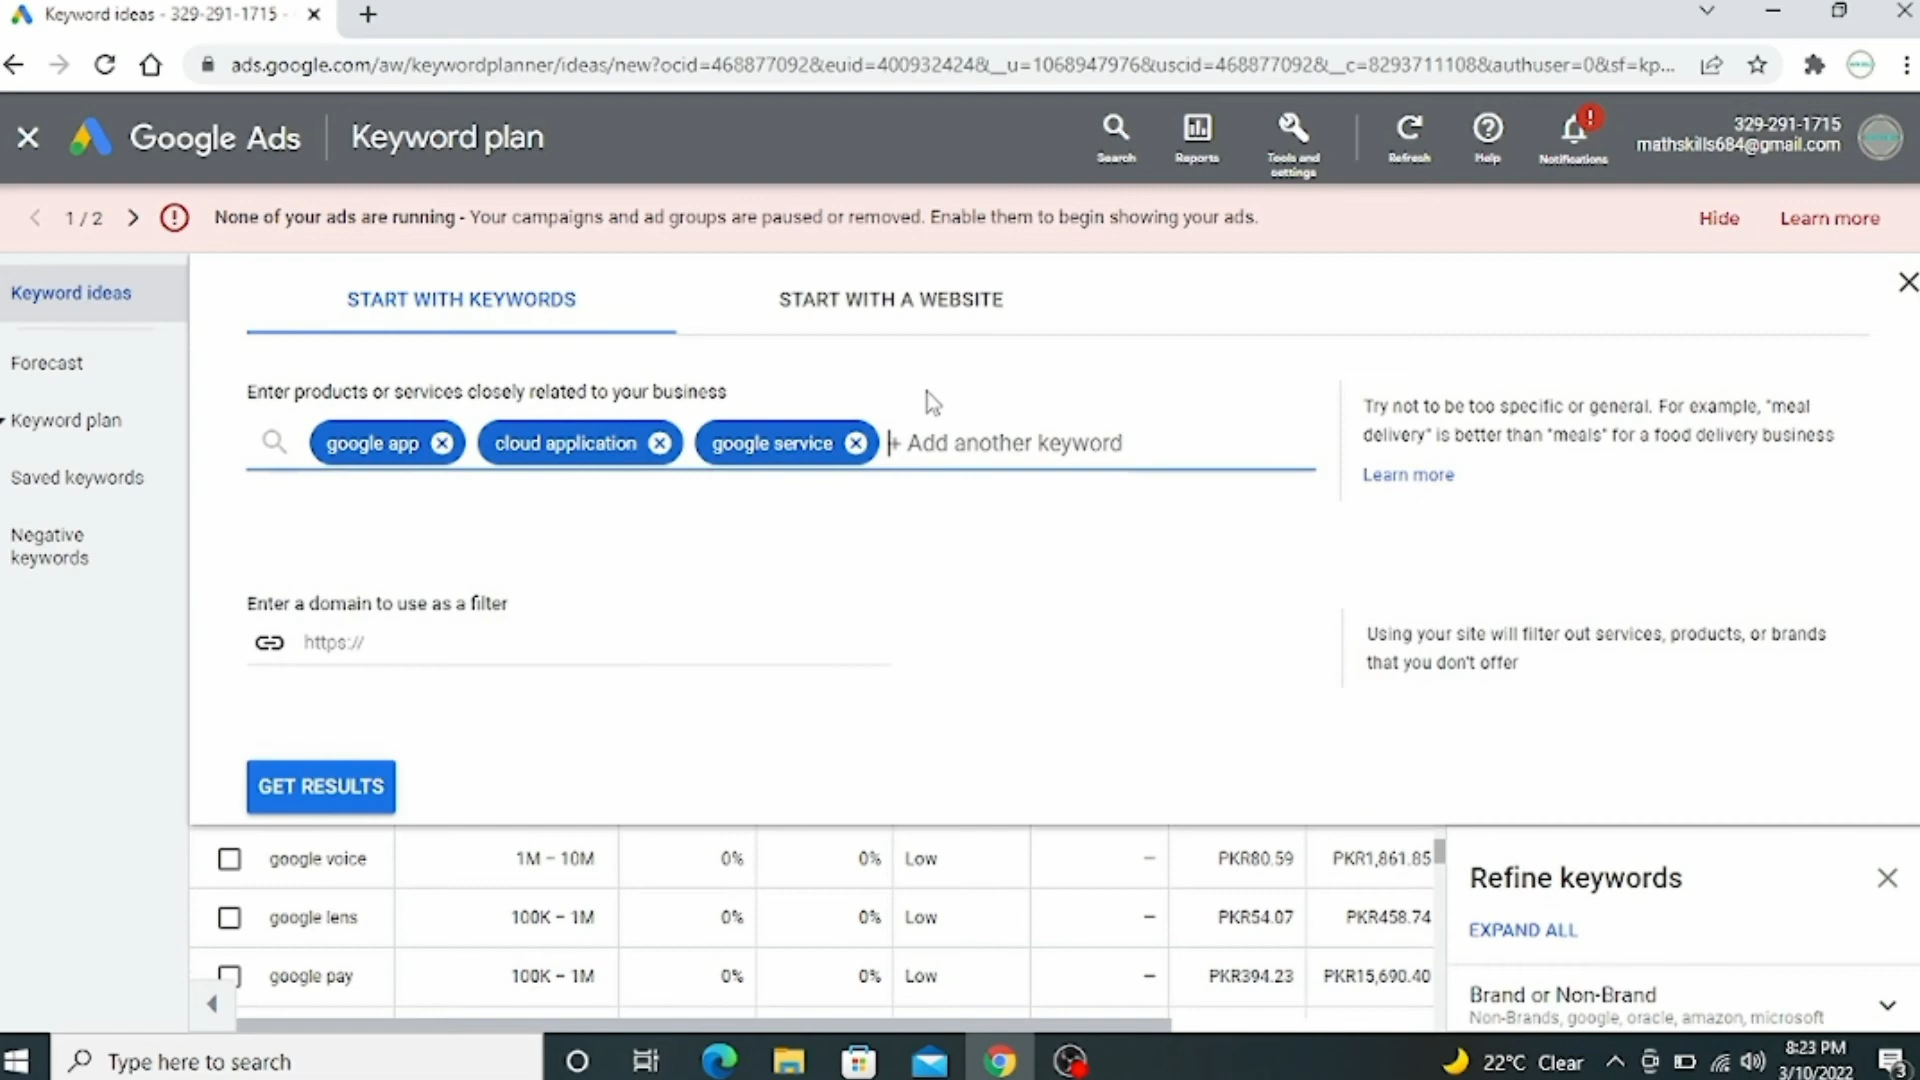 Keyword ideas - 329-291-1715 -
ads.google.com/aw/keywordplanner/ideas/new?ocid=468877092&euid=400932424&__u=1068947976&uscid=468877092&__c=8293711108&authuser=0&sf=kp...
Google Ads
Keyword plan
Search
Reports
Tools and
settings
Refresh
Help
!
Notifications
329-291-1715
mathskills684@gmail.com
1 / 2
None of your ads are running - Your campaigns and ad groups are paused or removed. Enable them to begin showing your ads.
Hide
Learn more
Keyword ideas
Forecast
Keyword plan
Saved keywords
Negative
keywords
START WITH KEYWORDS
START WITH A WEBSITE
Enter products or services closely related to your business
google app
cloud application
google service
+ Add another keyword
Try not to be too specific or general. For example, "meal
delivery" is better than "meals" for a food delivery business
Learn more
Enter a domain to use as a filter
https://
Using your site will filter out services, products, or brands
that you don't offer
GET RESULTS
google voice 1M – 10M 0% 0% Low – PKR80.59 PKR1,861.85
google lens 100K – 1M 0% 0% Low – PKR54.07 PKR458.74
google pay 100K – 1M 0% 0% Low – PKR394.23 PKR15,690.40
Refine keywords
EXPAND ALL
Brand or Non-Brand
Non-Brands, google, oracle, amazon, microsoft
Type here to search
22°C Clear
8:23 PM
3/10/2022
3